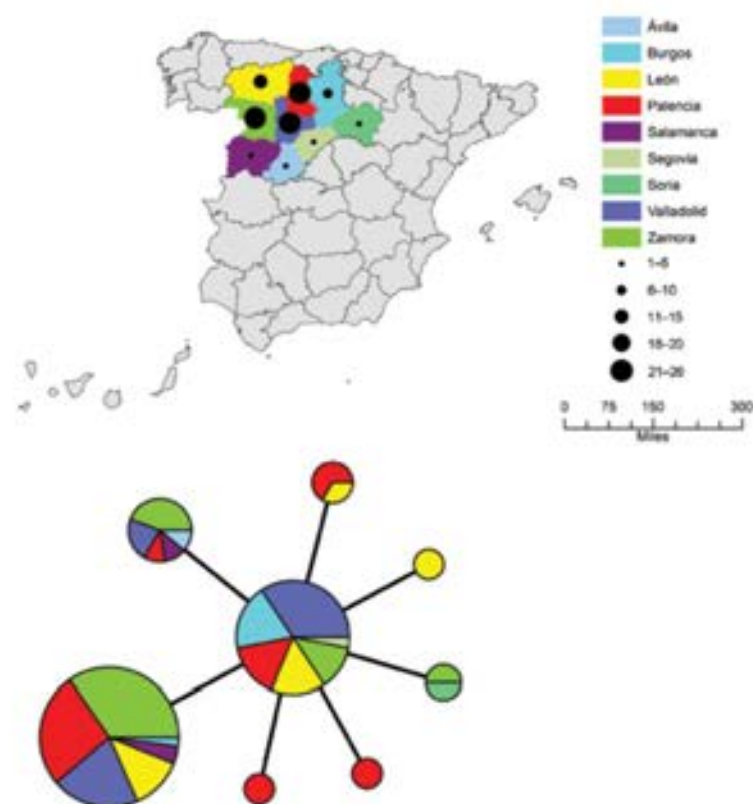 Ávila
Burgos
León
Palencia
Salamanca
Segovia
Soria
Valladolid
Zamora
1–5
6–10
11–15
18–20
21–26
0 75 150 300
Miles